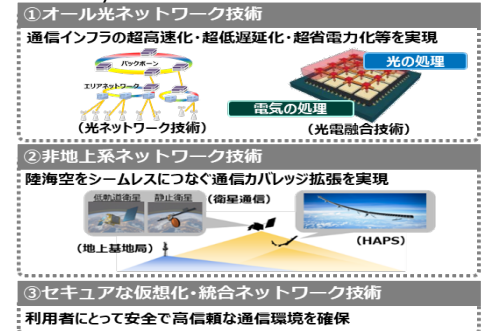 ①オール光ネットワーク技術
通信インフラの超高速化・超低遅延化・超省電力化等を実現
バックボーン
光の処理
エリアネットワーク
電気の処理
(光ネットワーク技術)
(光電融合技術)
②非地上系ネットワーク技術
陸海空をシームレスにつなぐ通信カバレッジ拡張を実現
低軌道衛星 静止衛星 (衛星通信)
(地上基地局)
(HAPS)
③セキュアな仮想化・統合ネットワーク技術
利用者にとって安全で高信頼な通信環境を確保